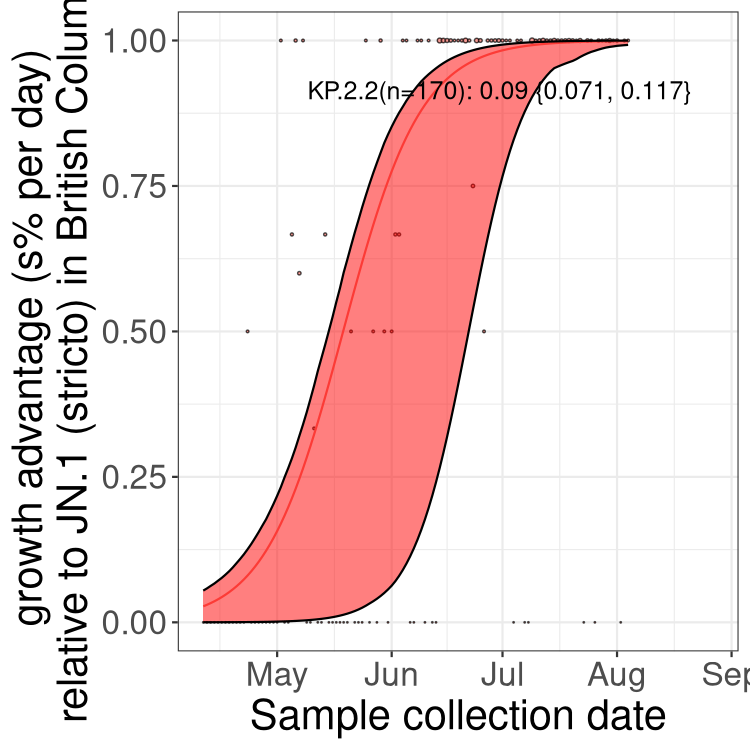 growth advantage (s% per day)
relative to JN.1 (stricto) in British Colum
1.00
0.75
0.50
0.25
0.00
KP.2.2(n=170): 0.09 {0.071, 0.117}
May Jun Jul Aug Sep
Sample collection date